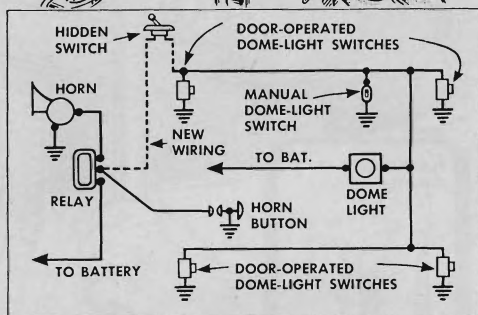 HIDDEN
SWITCH
DOOR-OPERATED
DOME-LIGHT SWITCHES
HORN
MANUAL
DOME-LIGHT
SWITCH
NEW
WIRING
TO BAT.
RELAY
HORN
BUTTON
DOME
LIGHT
TO BATTERY
DOOR-OPERATED
DOME-LIGHT SWITCHES